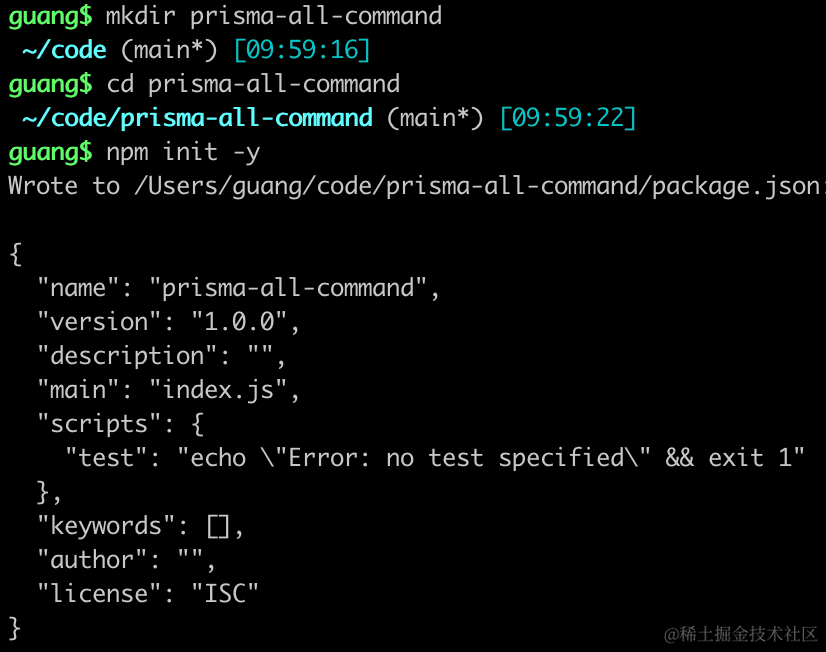 guang$ mkdir prisma-all-command
~/code (main*) [09:59:16]
guang$ cd prisma-all-command
~/code/prisma-all-command (main*) [09:59:22]
guang$ npm init -y
Wrote to /Users/guang/code/prisma-all-command/package.json:
{
"name": "prisma-all-command",
"version": "1.0.0",
"description": "",
"main": "index.js",
"scripts": {
"test": "echo \"Error: no test specified\" && exit 1"
},
"keywords": [],
"author": "",
"license": "ISC"
}
@稀土掘金技术社区